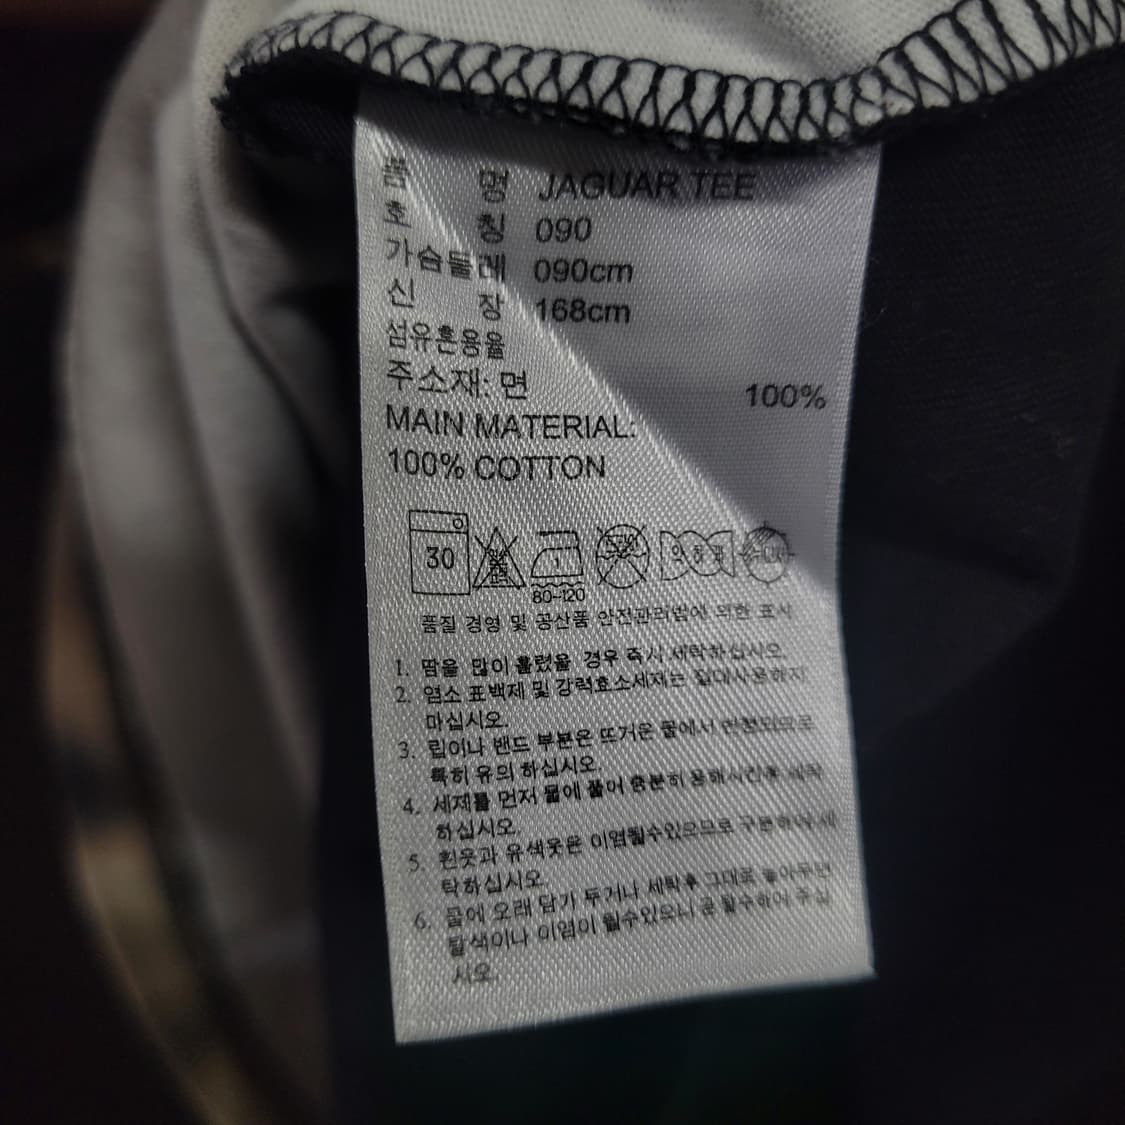 품 명 JAGUAR TEE
호 칭 090
가슴둘레 090cm
신 장 168cm
섬유혼용율
주소재: 면 100%
MAIN MATERIAL:
100% COTTON
30
80~120
품질 경영 및 공산품 안전관리법에 의한 표시
1. 땀을 많이 흘렸을 경우 즉시 세탁하십시오.
2. 염소 표백제 및 강력효소세제는 절대사용하지
마십시오.
3. 립이나 밴드 부분은 뜨거운 물에서 변형되므로
특히 유의 하십시오.
4. 세제를 먼저 물에 풀어 충분히 용해시킨후 세탁
하십시오.
5. 흰옷과 유색옷은 이염될수있으므로 구분하여 세
탁하십시오.
6. 물에 오래 담가 두거나 세탁후 그대로 놓아두면
탈색이나 이염이 될수있으니 곧 탈수하여 주십
시오.